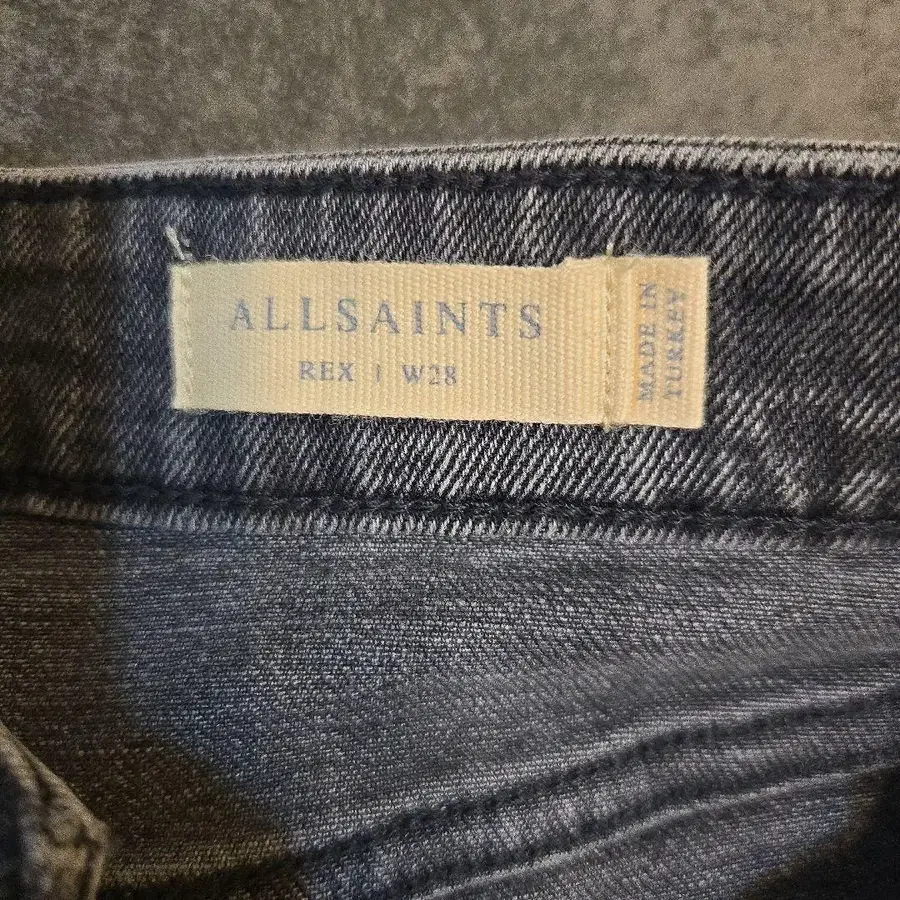 ALLSAINTS
REX | W28
MADE IN
TURKEY